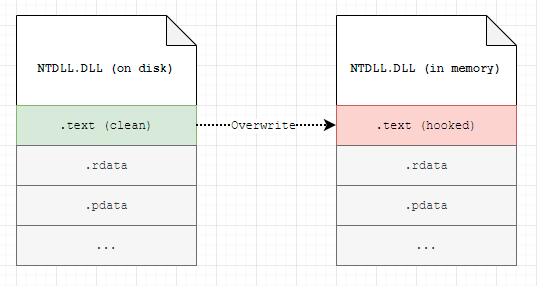 NTDLL.DLL (on disk)
NTDLL.DLL (in memory)
.text (clean)
Overwrite
.text (hooked)
.rdata
.rdata
.pdata
.pdata
...
...